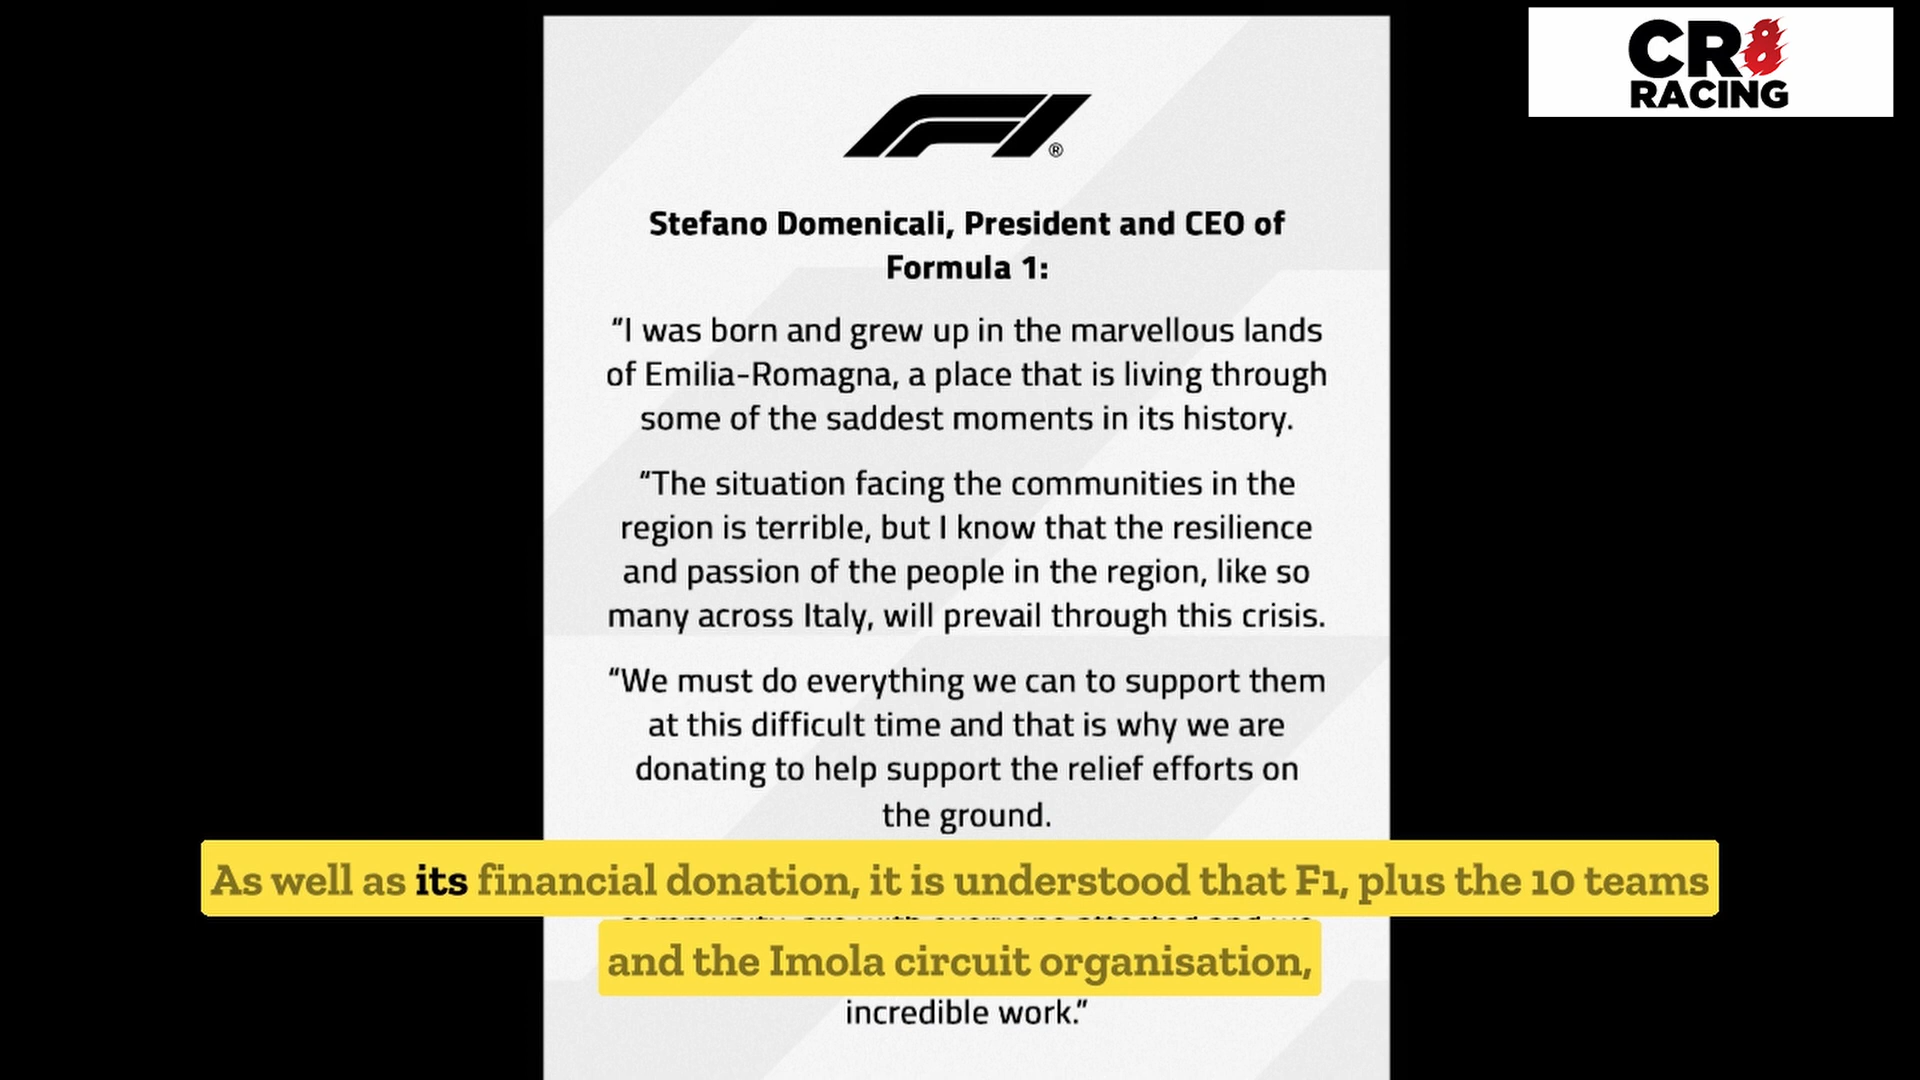 CR8
RACING
F1®
Stefano Domenicali, President and CEO of
Formula 1:
“I was born and grew up in the marvellous lands
of Emilia-Romagna, a place that is living through
some of the saddest moments in its history.
“The situation facing the communities in the
region is terrible, but I know that the resilience
and passion of the people in the region, like so
many across Italy, will prevail through this crisis.
“We must do everything we can to support them
at this difficult time and that is why we are
donating to help support the relief efforts on
the ground.
As well as its financial donation, it is understood that F1, plus the 10 teams
and the Imola circuit organisation,
incredible work.”